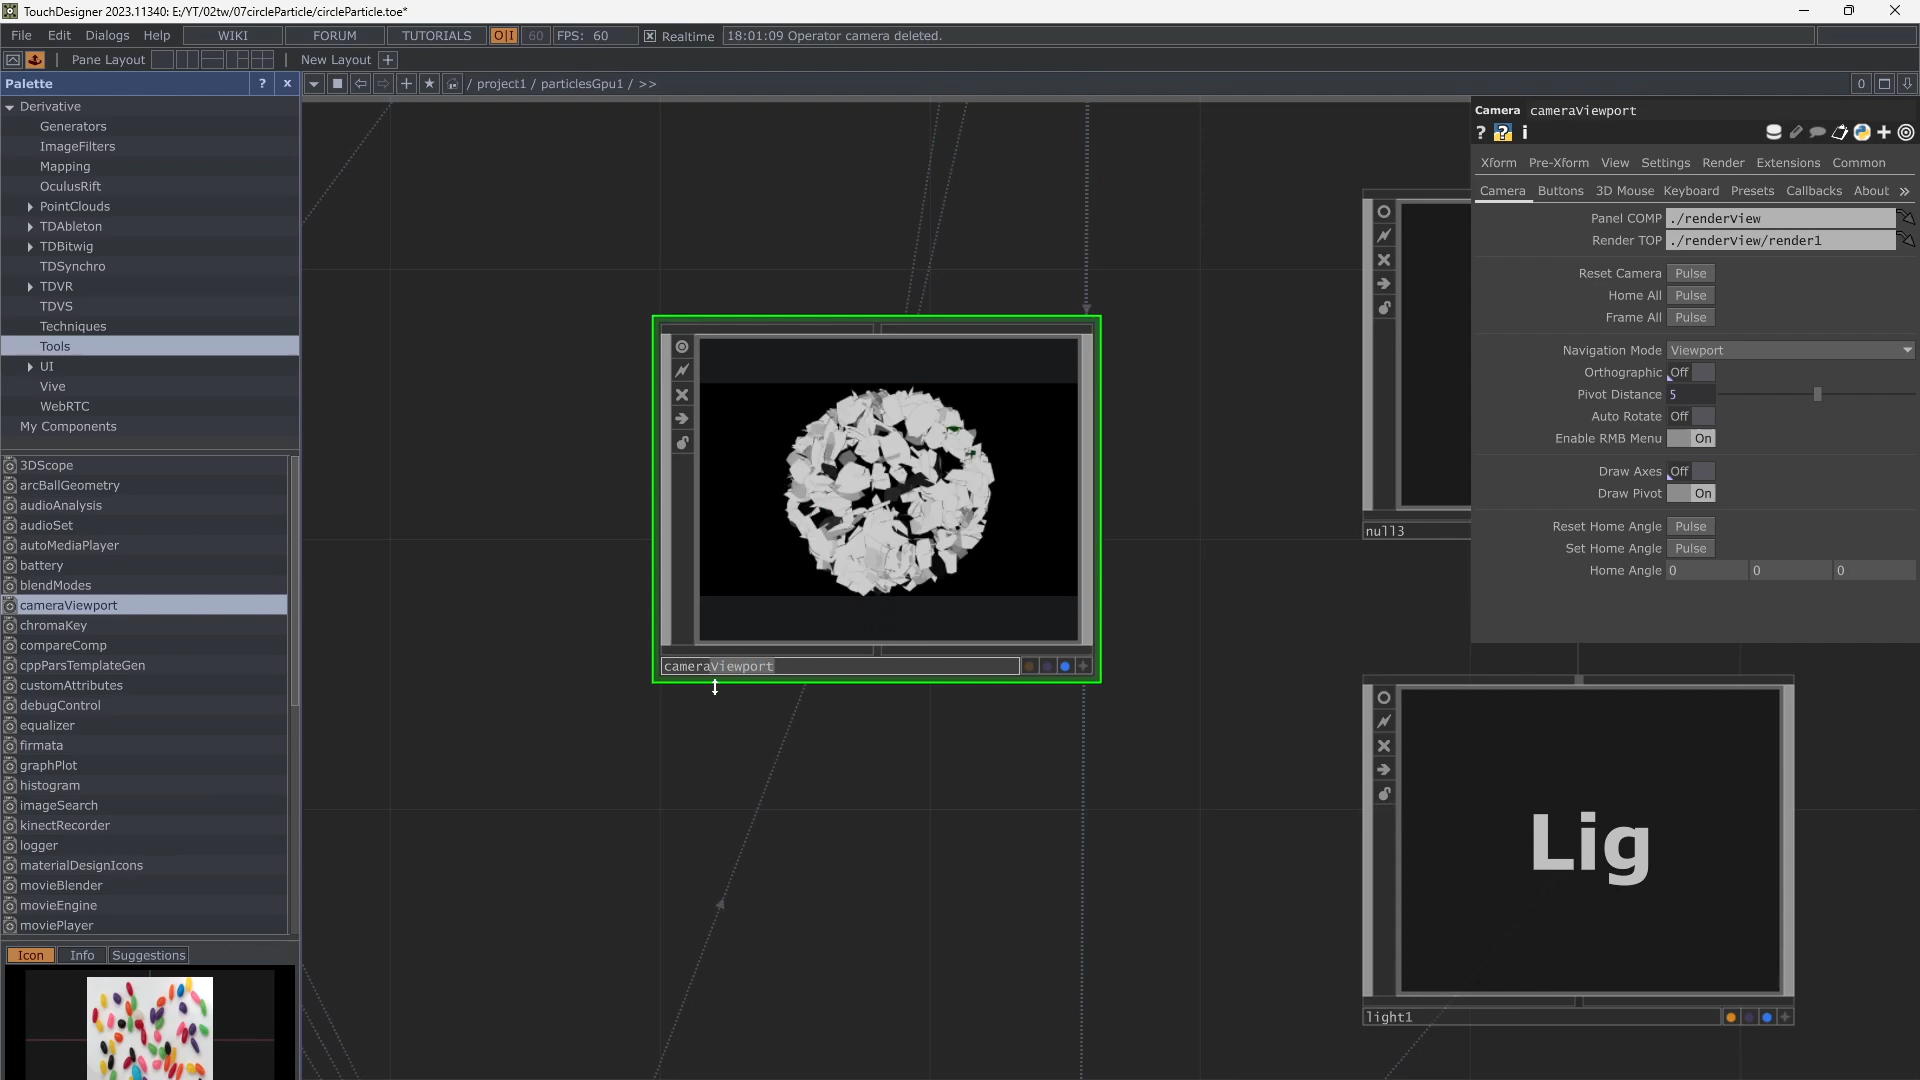 TouchDesigner 2023.11340: E:/YT/02tw/07circleParticle/circleParticle.toe*
File Edit Dialogs Help WIKI FORUM TUTORIALS O|I 60 FPS: 60 Realtime 18:01:09 Operator camera deleted.
Pane Layout New Layout +
Palette ? x / project1 / particlesGpu1 / >> 0
Derivative
Generators
ImageFilters
Mapping
OculusRift
PointClouds
TDAbleton
TDBitwig
TDSynchro
TDVR
TDVS
Techniques
Tools
UI
Vive
WebRTC
My Components
3DScope
arcBallGeometry
audioAnalysis
audioSet
autoMediaPlayer
battery
blendModes
cameraViewport
chromaKey
compareComp
cppParsTemplateGen
customAttributes
debugControl
equalizer
firmata
graphPlot
histogram
imageSearch
kinectRecorder
logger
materialDesignIcons
movieBlender
movieEngine
moviePlayer
Icon Info Suggestions
cameraViewport
null3
Lig
light1
Camera cameraViewport
? ? i
Xform Pre-Xform View Settings Render Extensions Common
Camera Buttons 3D Mouse Keyboard Presets Callbacks About »
Panel COMP ./renderView
Render TOP ./renderView/render1
Reset Camera Pulse
Home All Pulse
Frame All Pulse
Navigation Mode Viewport
Orthographic Off
Pivot Distance 5
Auto Rotate Off
Enable RMB Menu On
Draw Axes Off
Draw Pivot On
Reset Home Angle Pulse
Set Home Angle Pulse
Home Angle 0 0 0